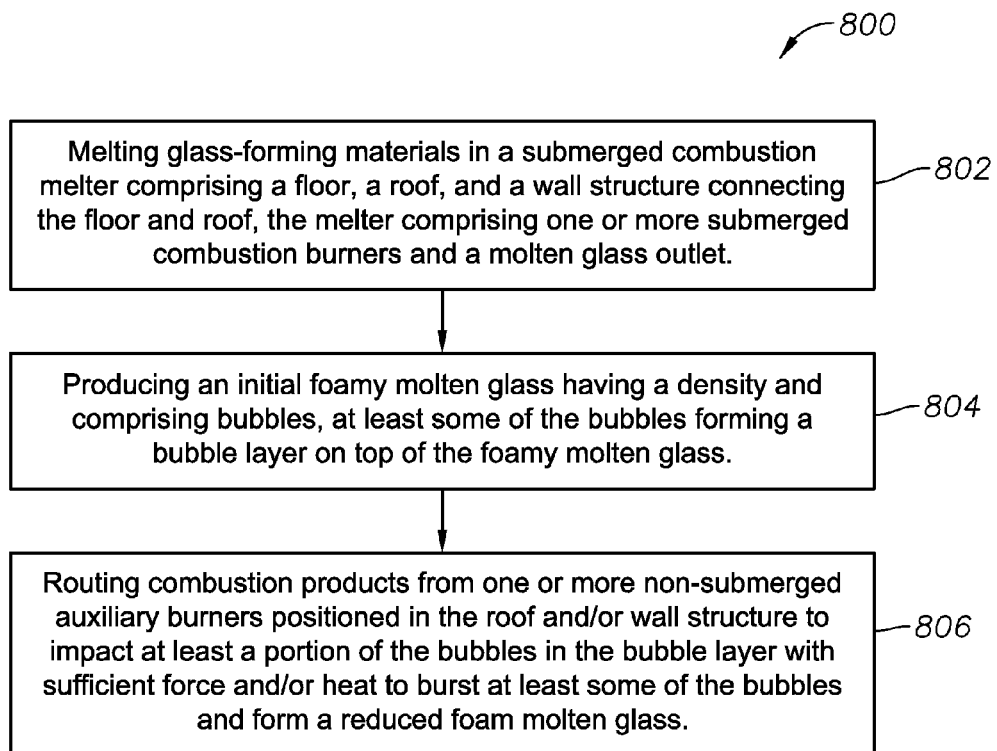 800
Melting glass-forming materials in a submerged combustion
melter comprising a floor, a roof, and a wall structure connecting
the floor and roof, the melter comprising one or more submerged
combustion burners and a molten glass outlet.
802
Producing an initial foamy molten glass having a density and
comprising bubbles, at least some of the bubbles forming a
bubble layer on top of the foamy molten glass.
804
Routing combustion products from one or more non-submerged
auxiliary burners positioned in the roof and/or wall structure to
impact at least a portion of the bubbles in the bubble layer with
sufficient force and/or heat to burst at least some of the bubbles
and form a reduced foam molten glass.
806